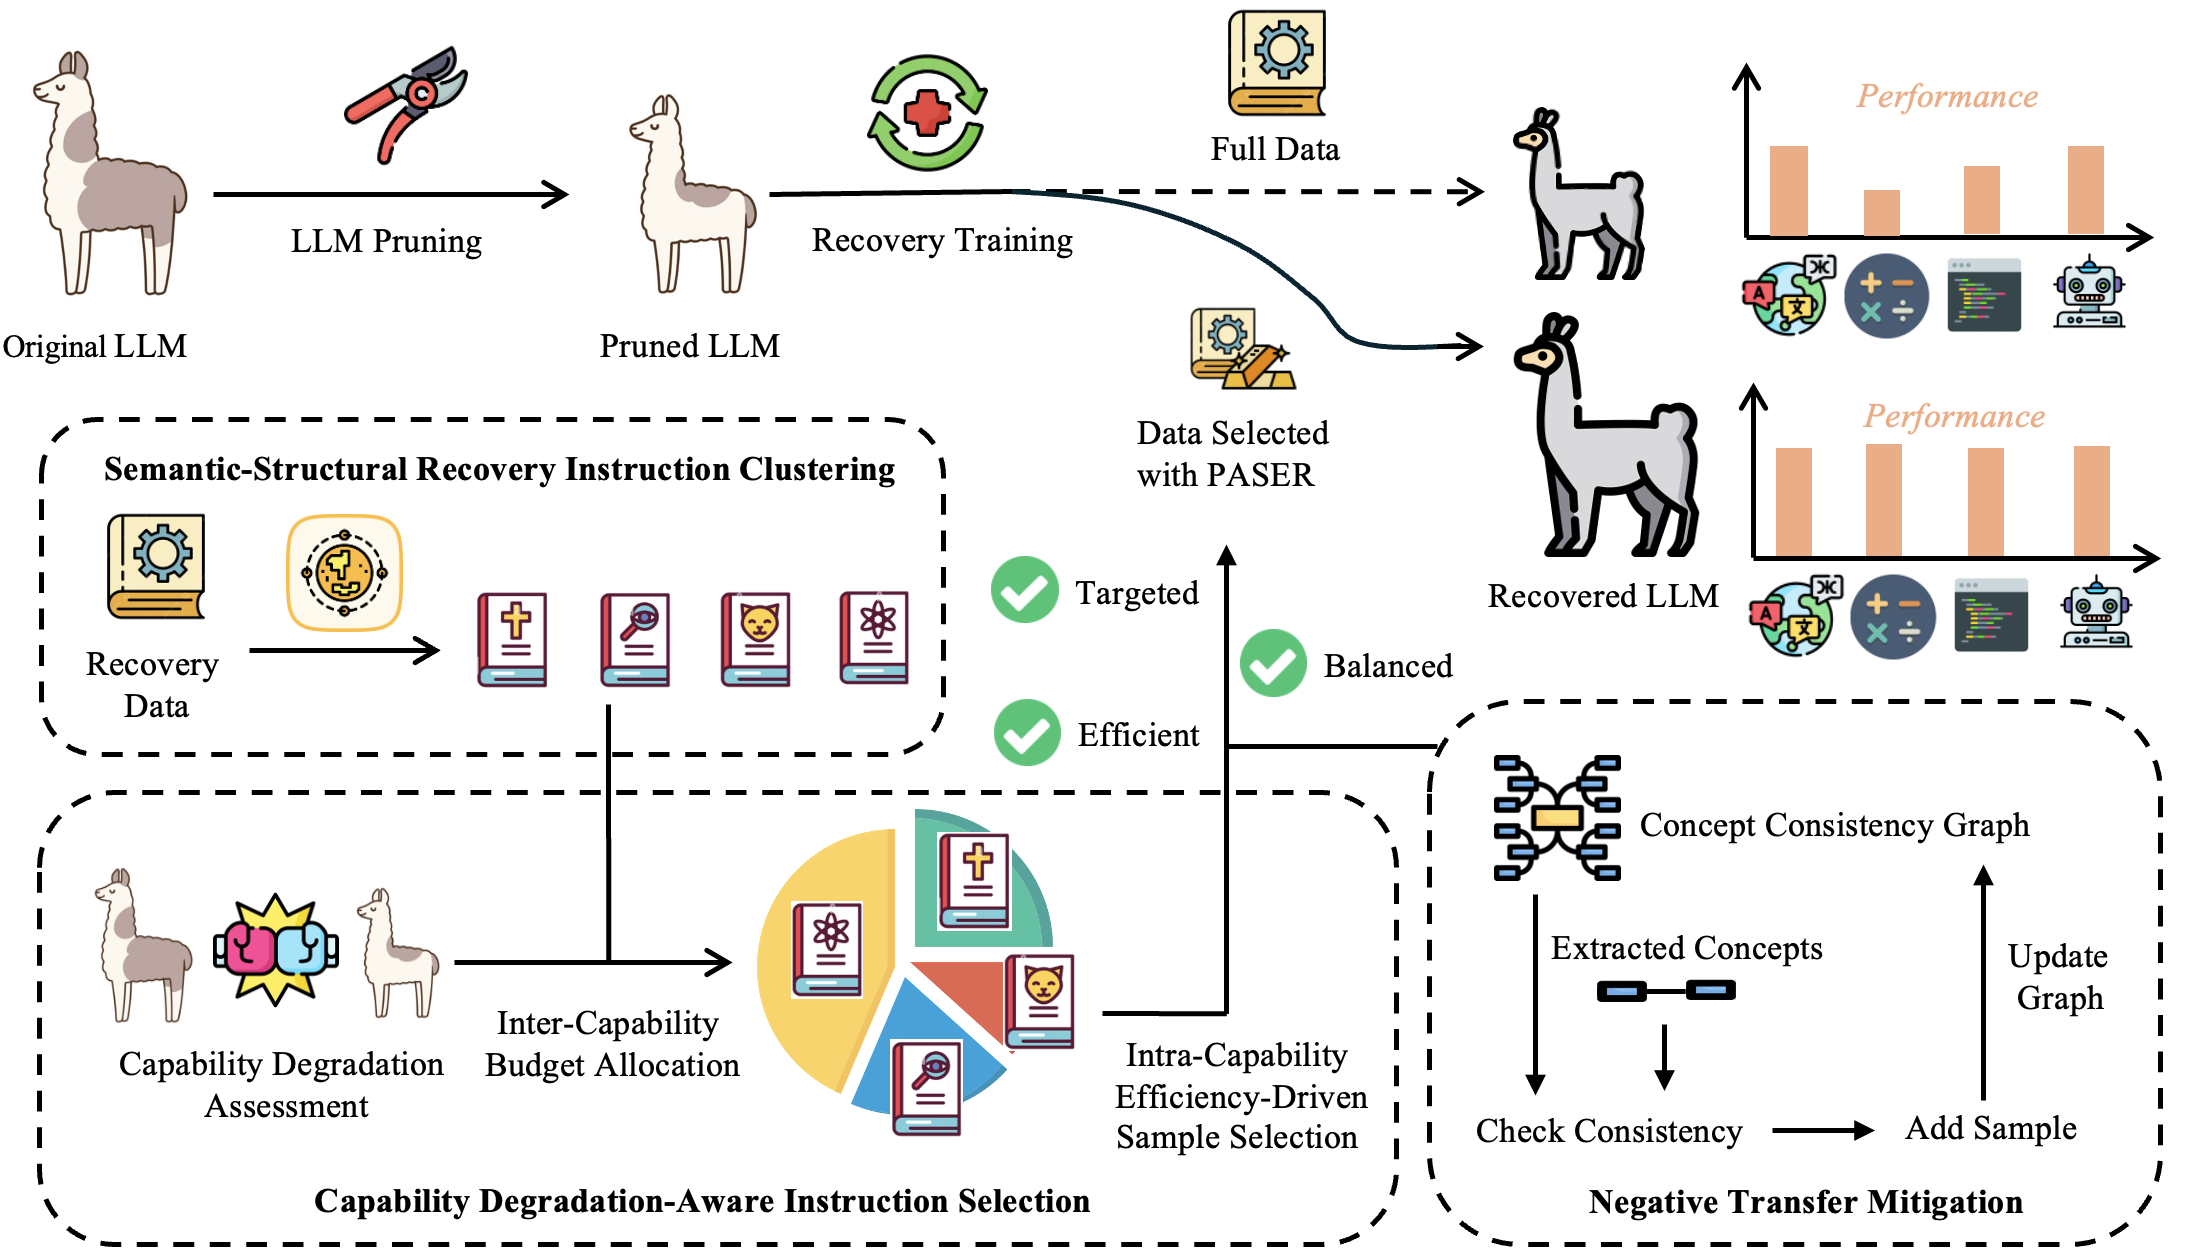 Full Data
Performance
LLM Pruning
Recovery Training
Original LLM
Pruned LLM
Data Selected
with PASER
Performance
Recovered LLM
Semantic-Structural Recovery Instruction Clustering
Recovery
Data
Targeted
Balanced
Efficient
Capability Degradation
Assessment
Inter-Capability
Budget Allocation
Intra-Capability
Efficiency-Driven
Sample Selection
Capability Degradation-Aware Instruction Selection
Concept Consistency Graph
Extracted Concepts
Update
Graph
Check Consistency
Add Sample
Negative Transfer Mitigation